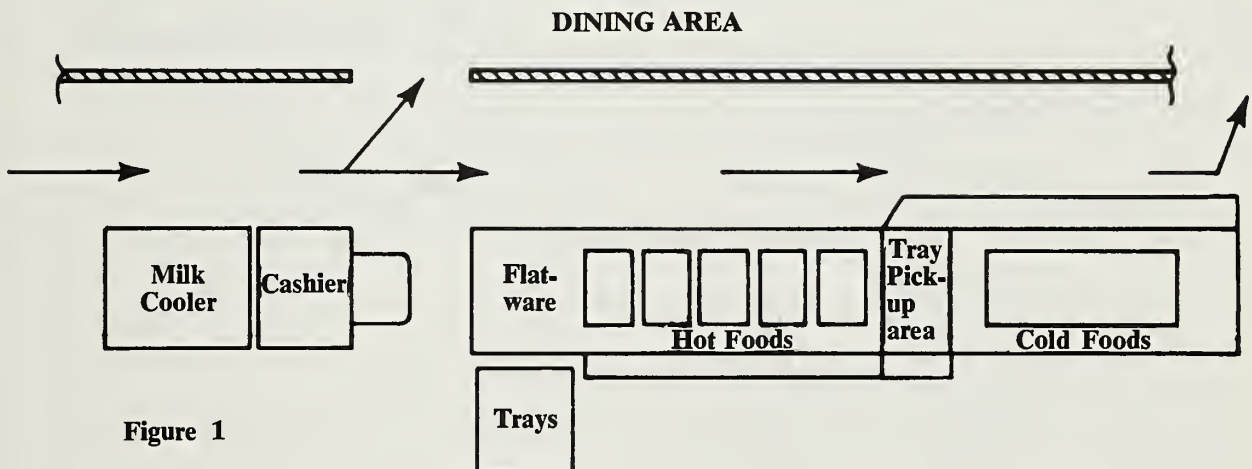 DINING AREA
Milk
Cooler
Cashier
Flat-
ware
Hot Foods
Tray
Pick-
up
area
Cold Foods
Trays
Figure 1